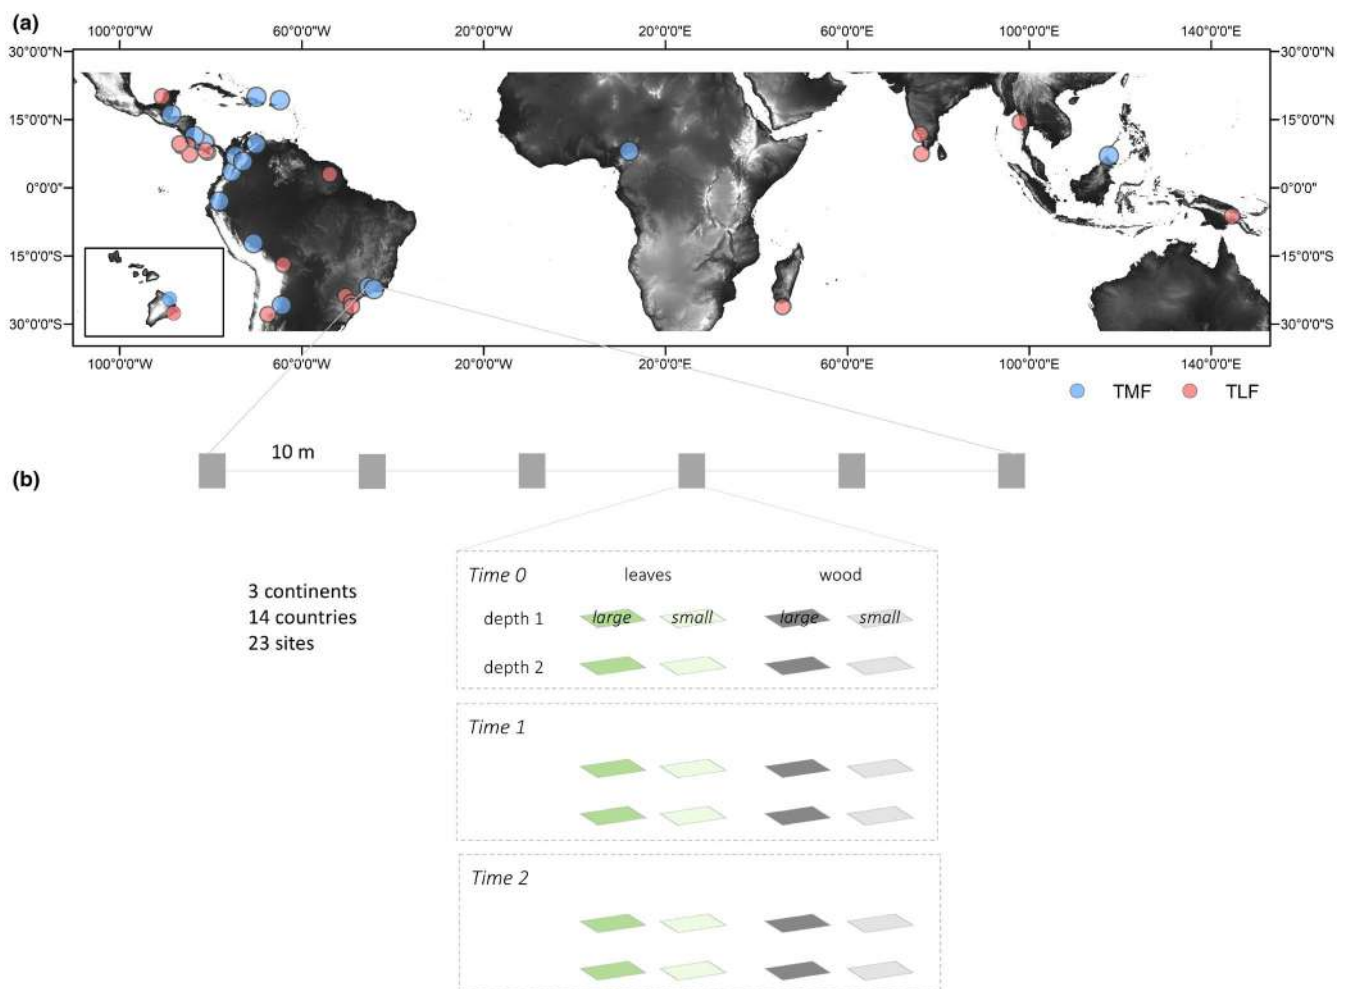 (a)
100°0'0"W 60°0'0"W 20°0'0"W 20°0'0"E 60°0'0"E 100°0'0"E 140°0'0"E
30°0'0"N 30°0'0"N
15°0'0"N 15°0'0"N
0°0'0" 0°0'0"
15°0'0"S 15°0'0"S
30°0'0"S 30°0'0"S
100°0'0"W 60°0'0"W 20°0'0"W 20°0'0"E 60°0'0"E 100°0'0"E 140°0'0"E
TMF TLF
10 m
(b)
3 continents
14 countries
23 sites
Time 0 leaves wood
depth 1 large small large small
depth 2
Time 1
Time 2